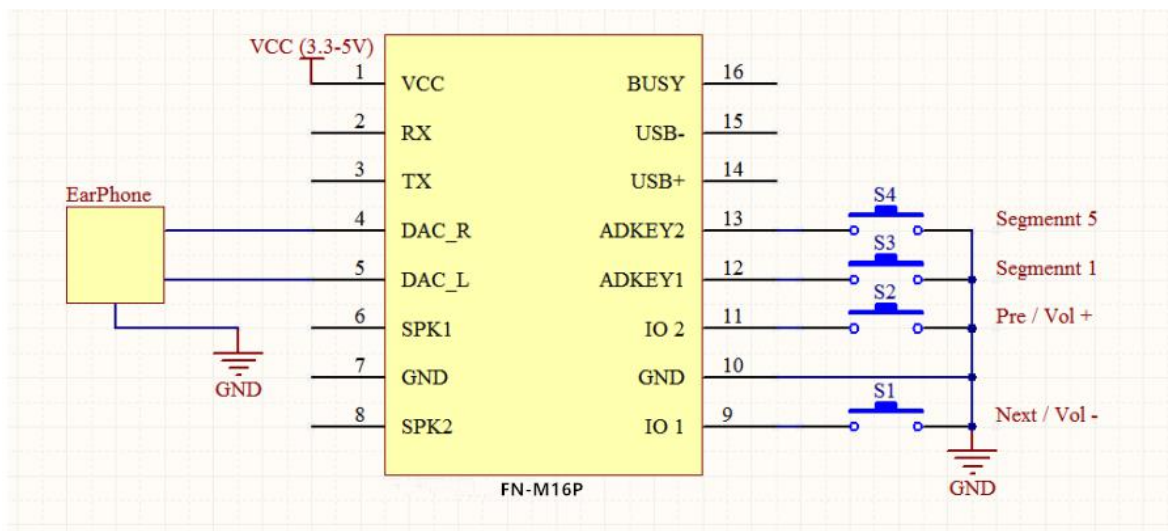 VCC (3.3-5V)
1 VCC BUSY 16
2 RX USB- 15
3 TX USB+ 14
EarPhone S4
4 DAC_R ADKEY2 13 Segmennt 5
S3
5 DAC_L ADKEY1 12 Segmennt 1
S2
6 SPK1 IO 2 11 Pre / Vol +
7 GND GND 10
GND S1
8 SPK2 IO 1 9 Next / Vol -
FN-M16P GND